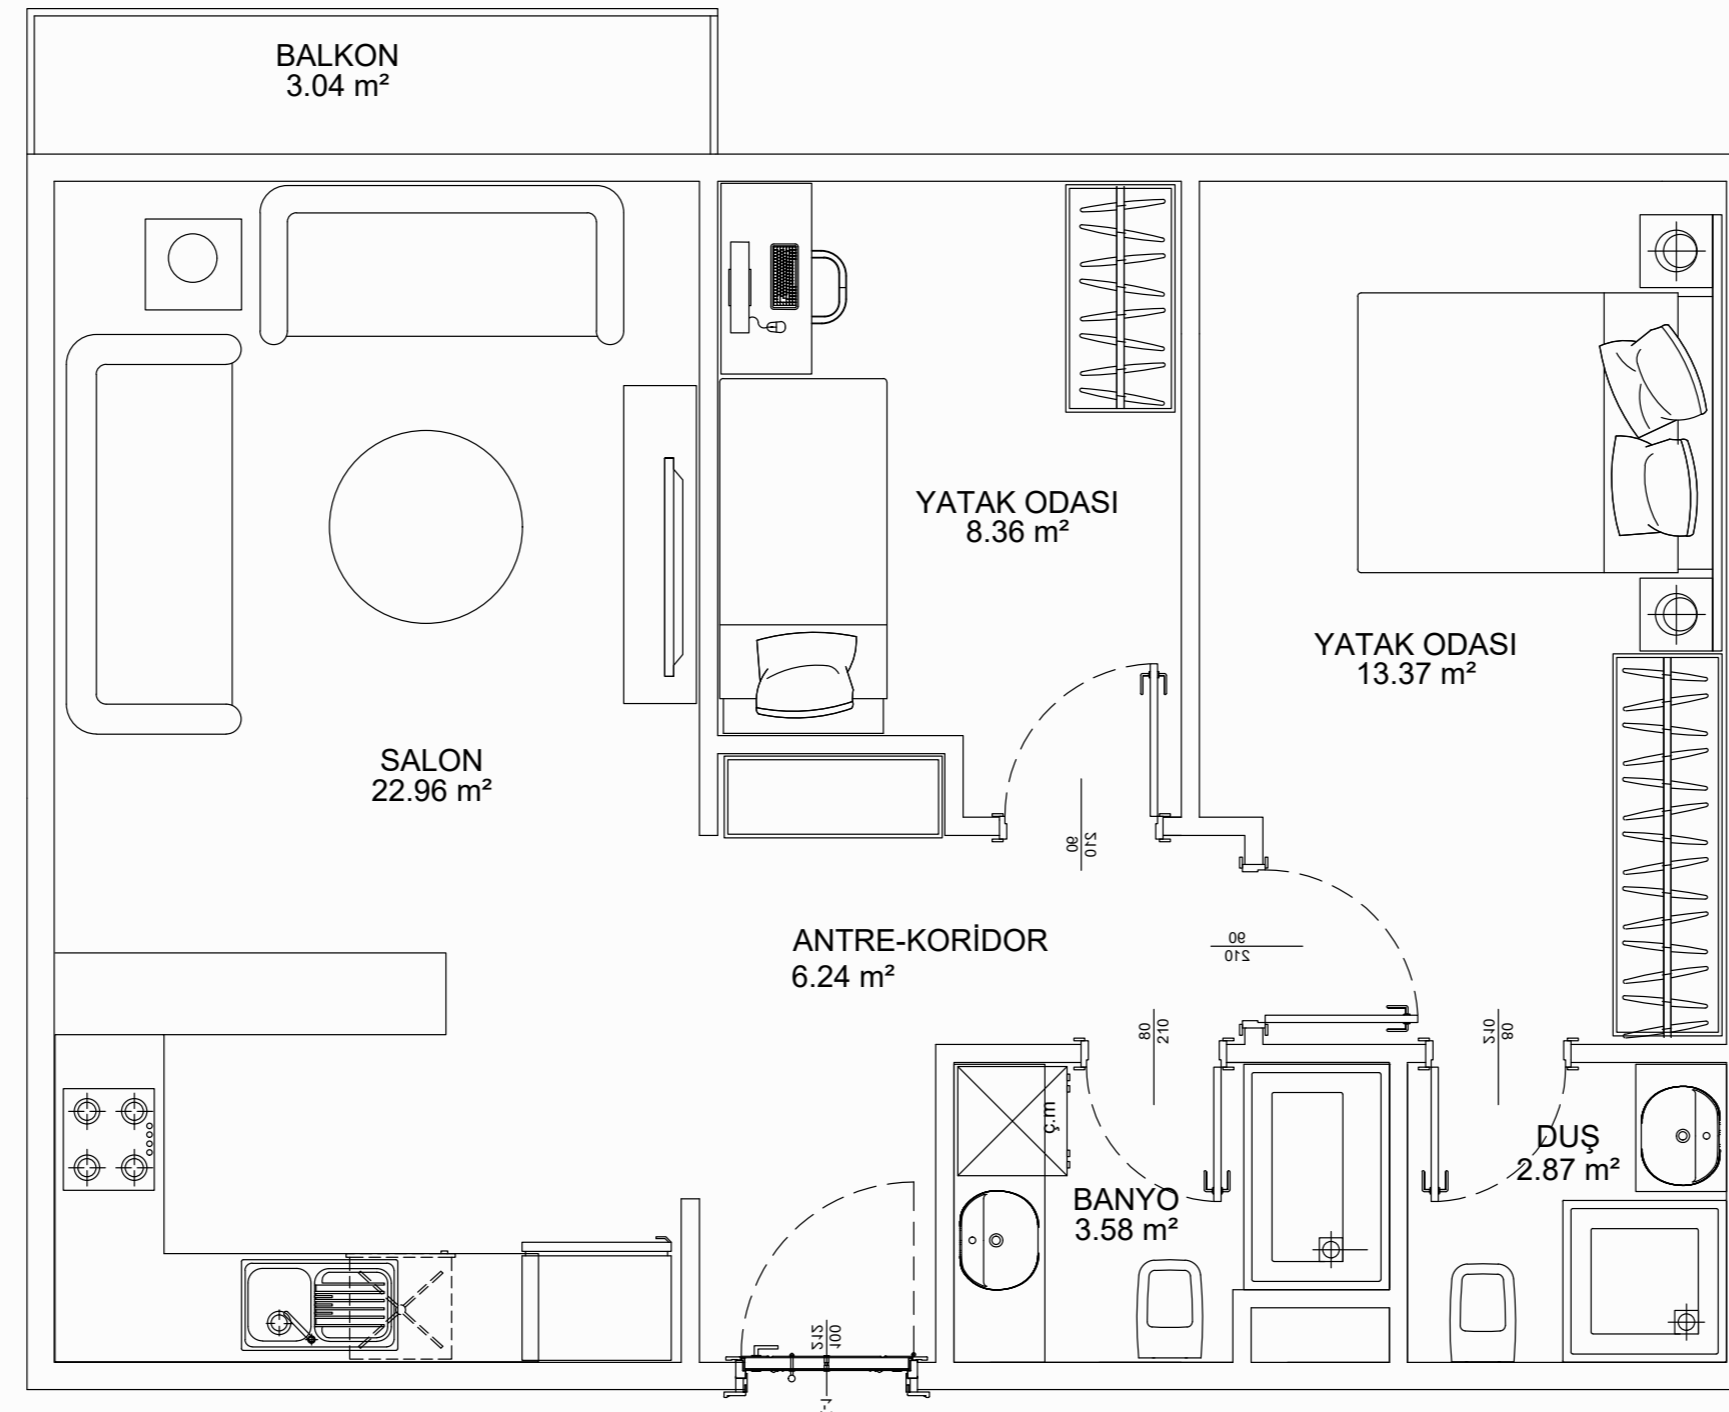 BALKON
3.04 m²
YATAK ODASI
8.36 m²
YATAK ODASI
13.37 m²
SALON
22.96 m²
90
210
ANTRE-KORİDOR
6.24 m²
90
210
80
210
210
80
ç.m
DUŞ
2.87 m²
BANYO
3.58 m²
212
100